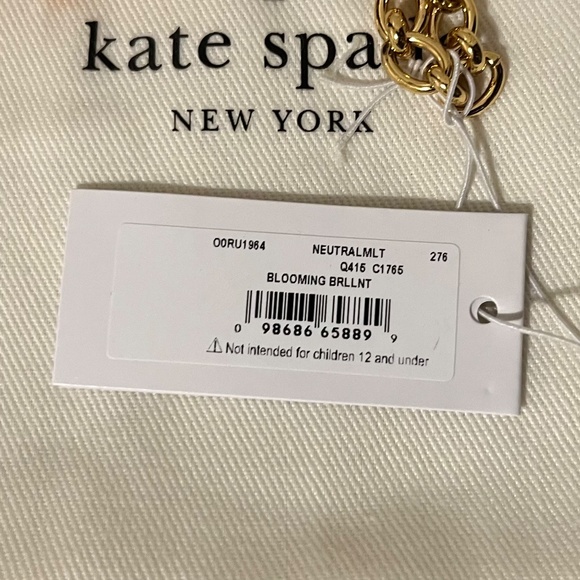 kate spa
NEW YORK
O0RU1964 NEUTRALMLT 276
Q415 C1765
BLOOMING BRLLNT
0 98686 65889 9
⚠ Not intended for children 12 and under